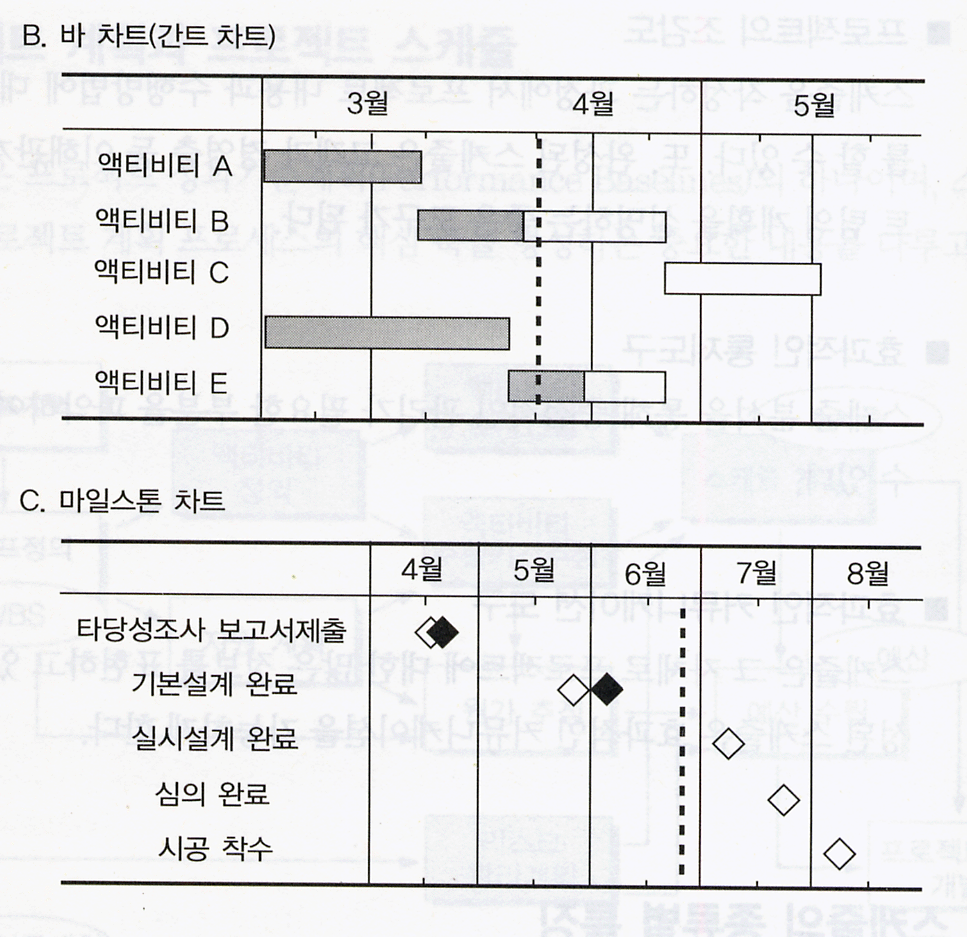 B. 바 차트(간트 차트)
3월 4월 5월
액티비티 A
액티비티 B
액티비티 C
액티비티 D
액티비티 E
C. 마일스톤 차트
4월 5월 6월 7월 8월
타당성조사 보고서제출
기본설계 완료
실시설계 완료
심의 완료
시공 착수